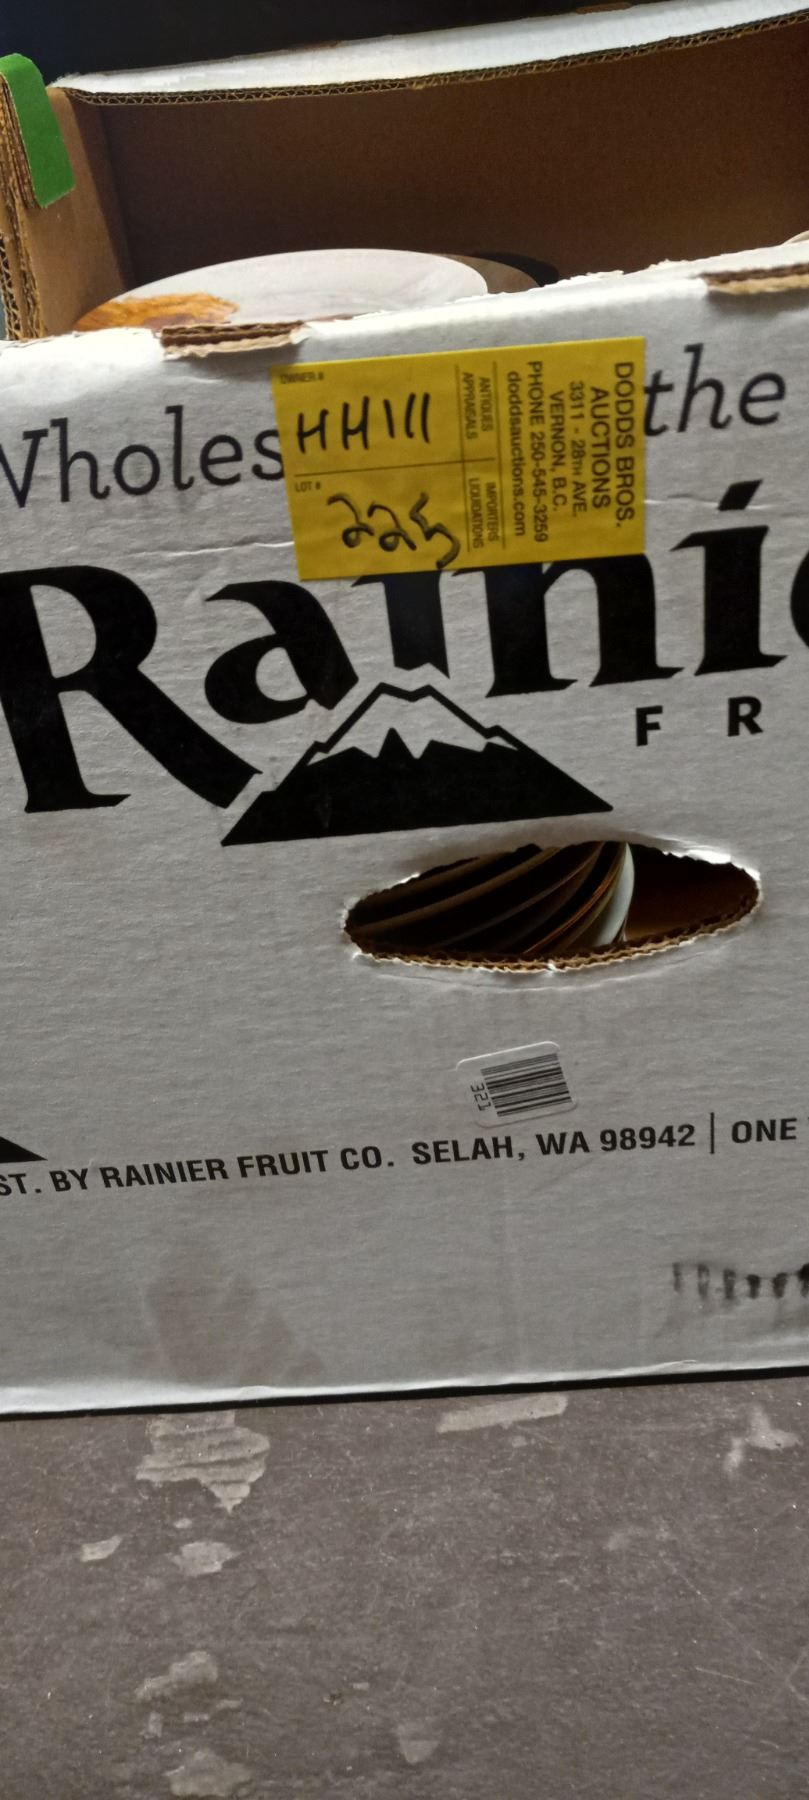 OWNER #
HH111
LOT #
225
ANTIQUES
APPRAISALS
IMPORTERS
LIQUIDATIONS
DODDS BROS.
AUCTIONS
3311 - 28TH AVE.
VERNON, B.C.
PHONE 250-545-3259
doddsauctions.com
Wholes the
Rainie
FR
321
ST. BY RAINIER FRUIT CO. SELAH, WA 98942 | ONE